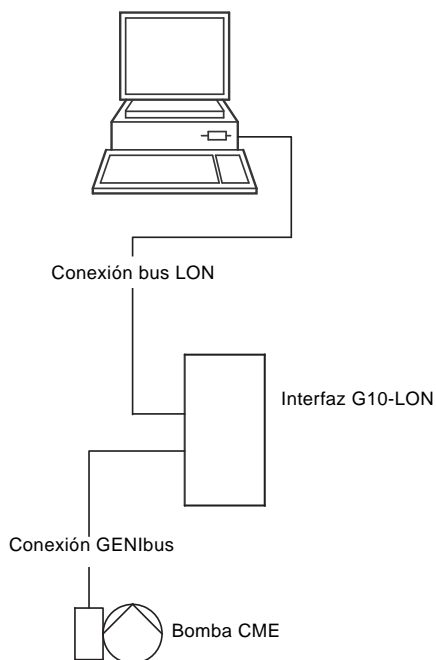 Conexión bus LON
Interfaz G10-LON
Conexión GENIbus
Bomba CME